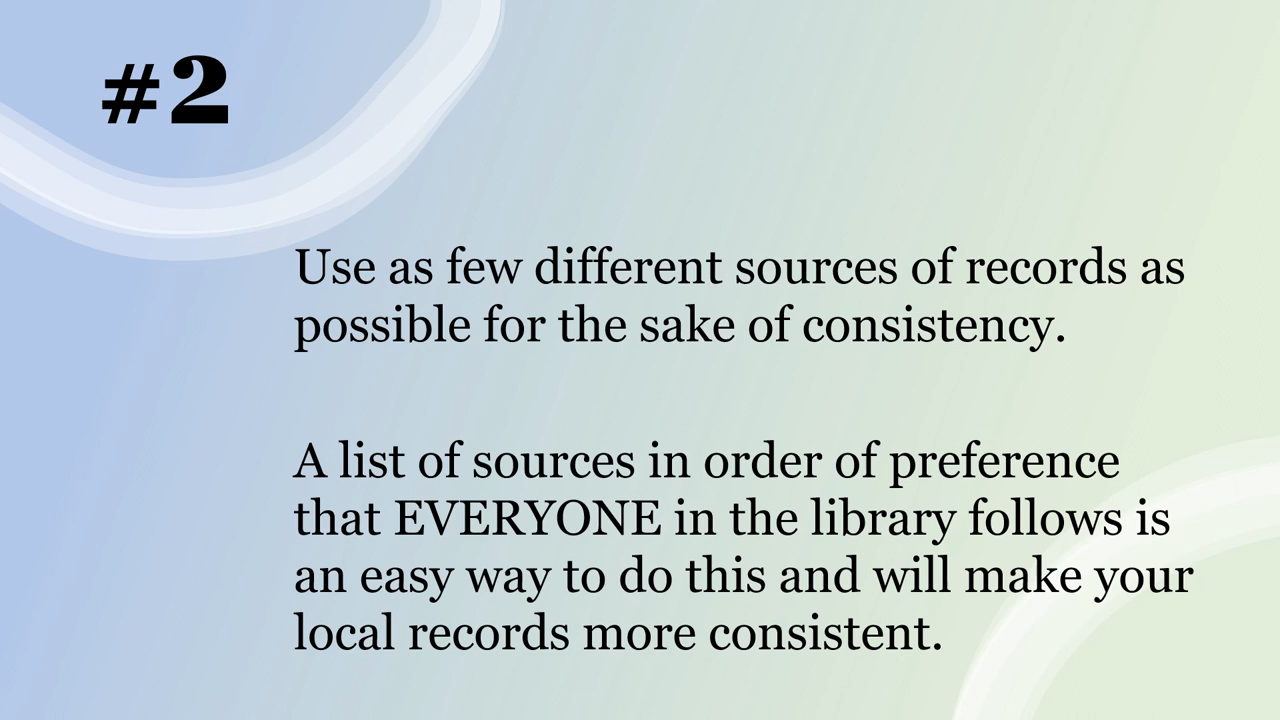 #2
Use as few different sources of records as
possible for the sake of consistency.
A list of sources in order of preference
that EVERYONE in the library follows is
an easy way to do this and will make your
local records more consistent.